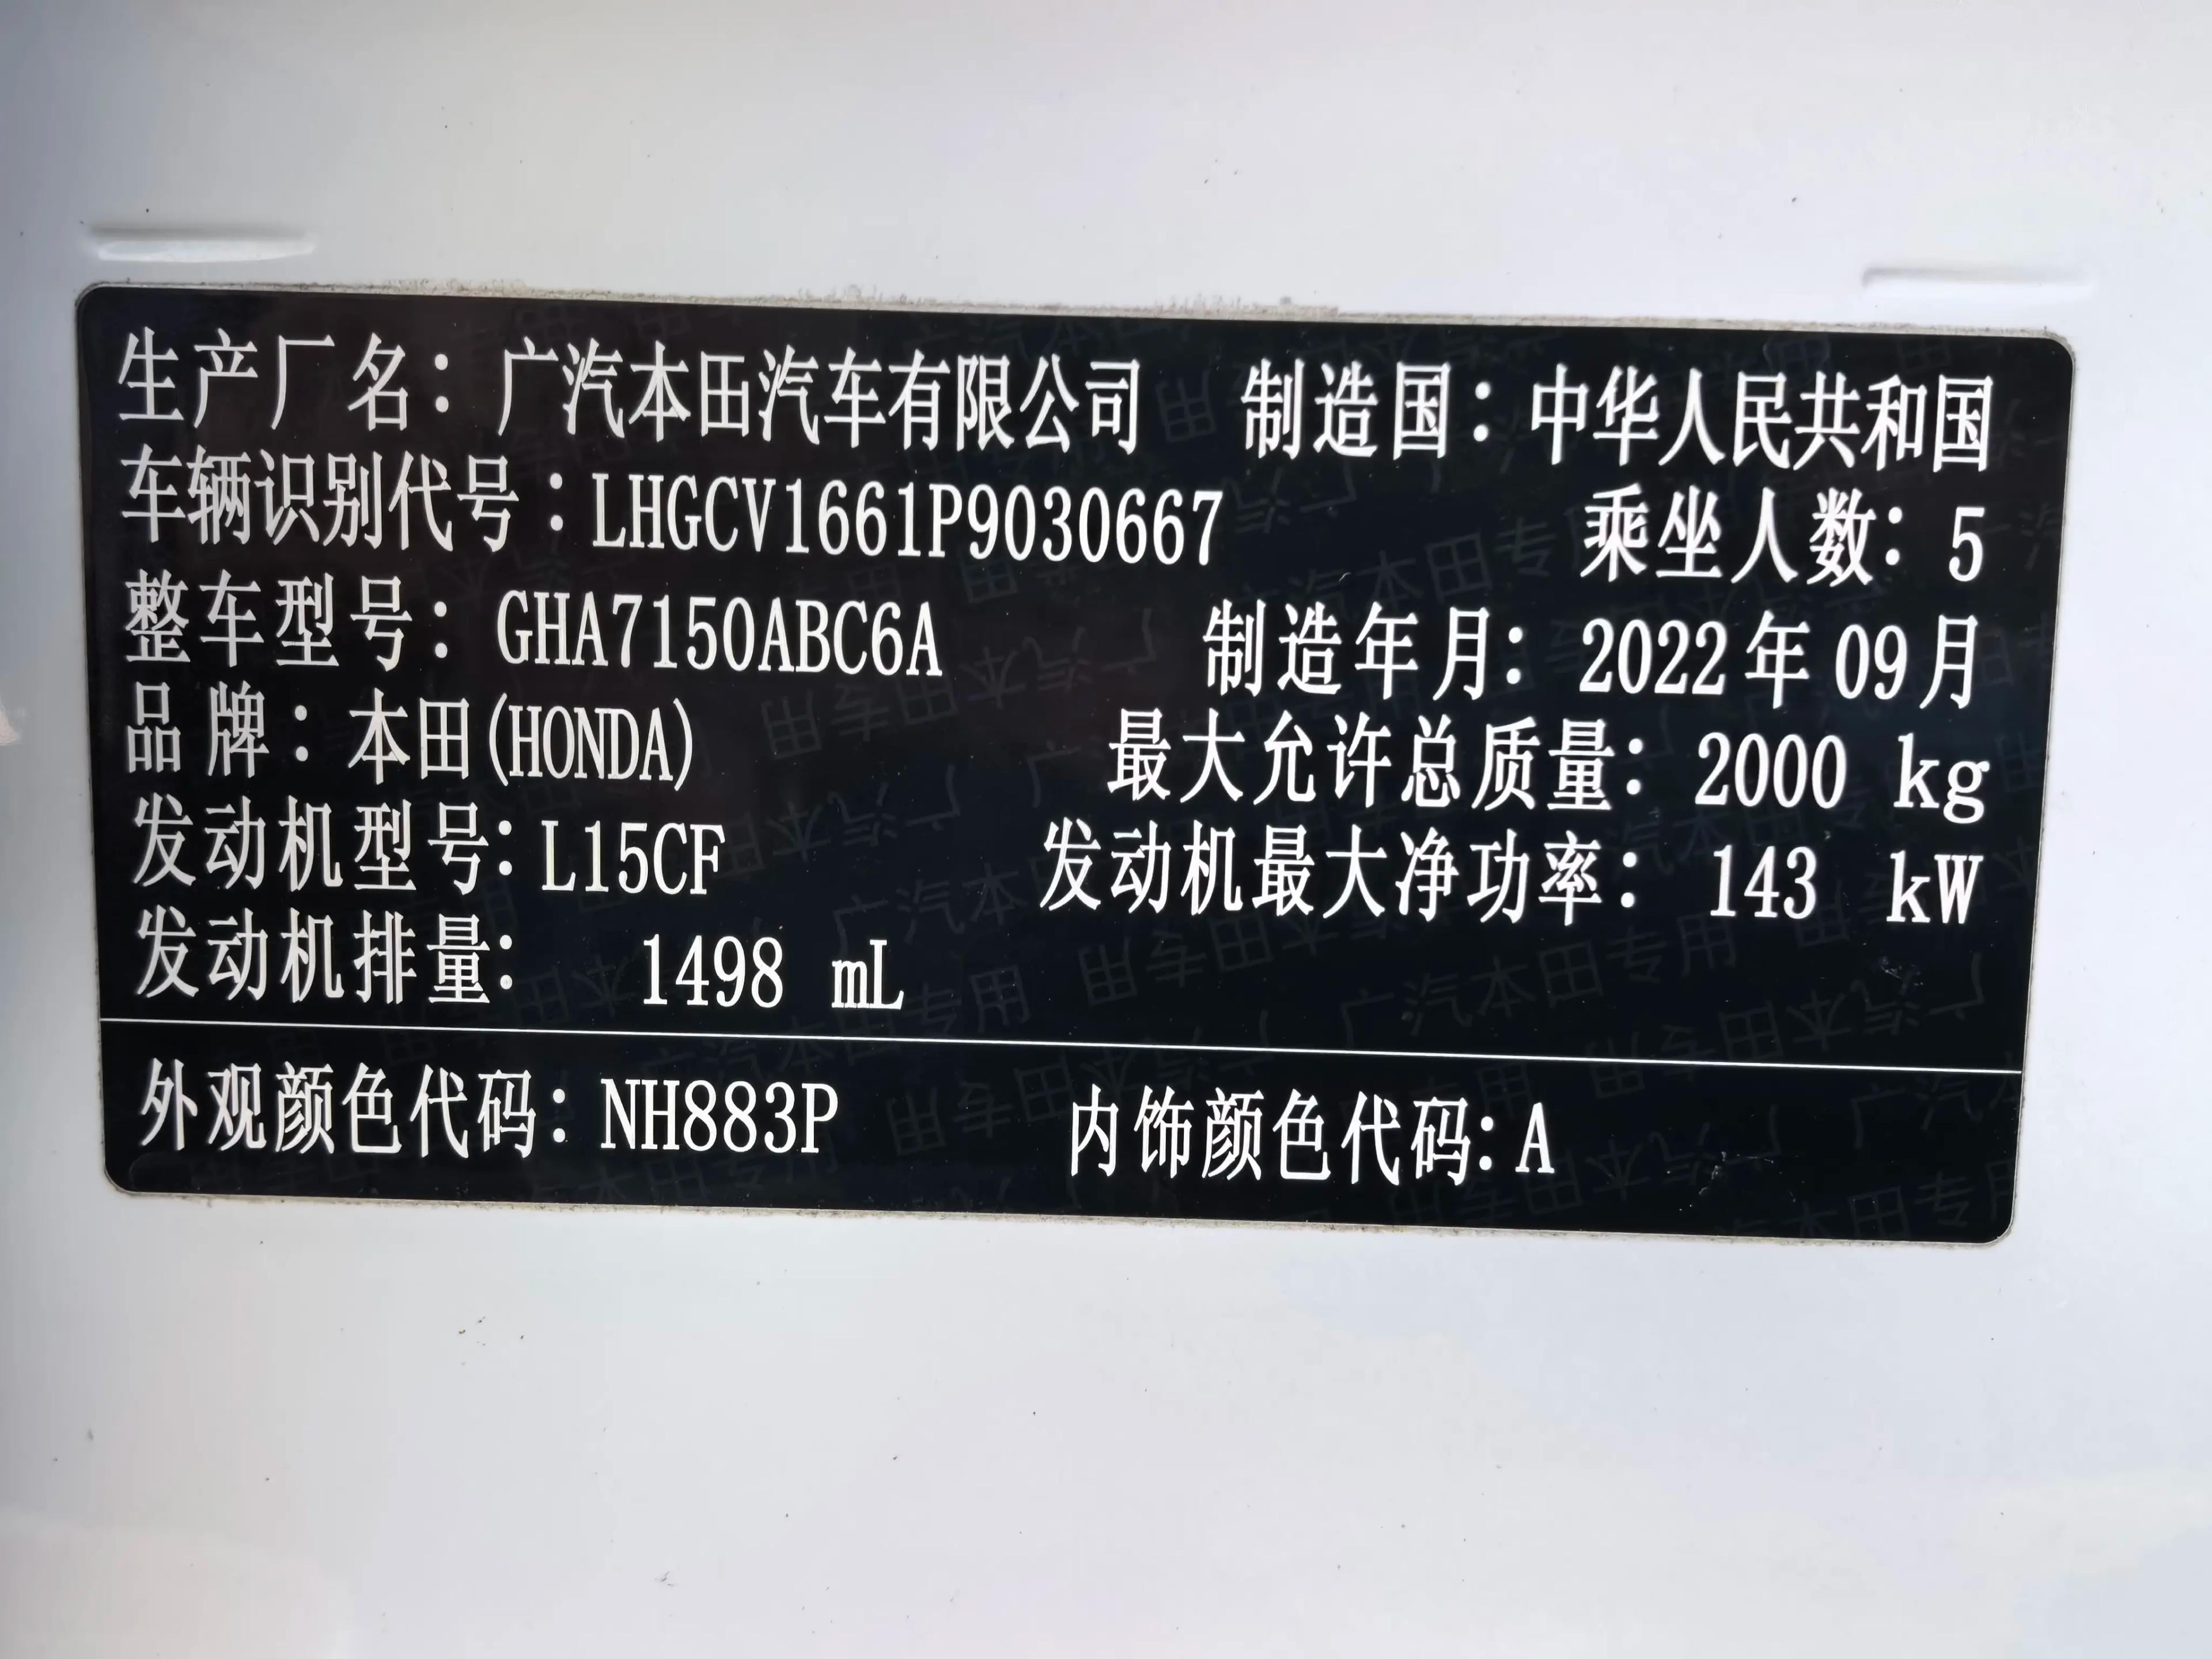 生产厂名：广汽本田汽车有限公司 制造国：中华人民共和国
车辆识别代号：LHGCV1661P9030667 乘坐人数：5
整车型号：GHA7150ABC6A 制造年月：2022年09月
品牌：本田(HONDA) 最大允许总质量：2000 kg
发动机型号：L15CF 发动机最大净功率：143 kW
发动机排量：1498 mL
外观颜色代码：NH883P 内饰颜色代码：A